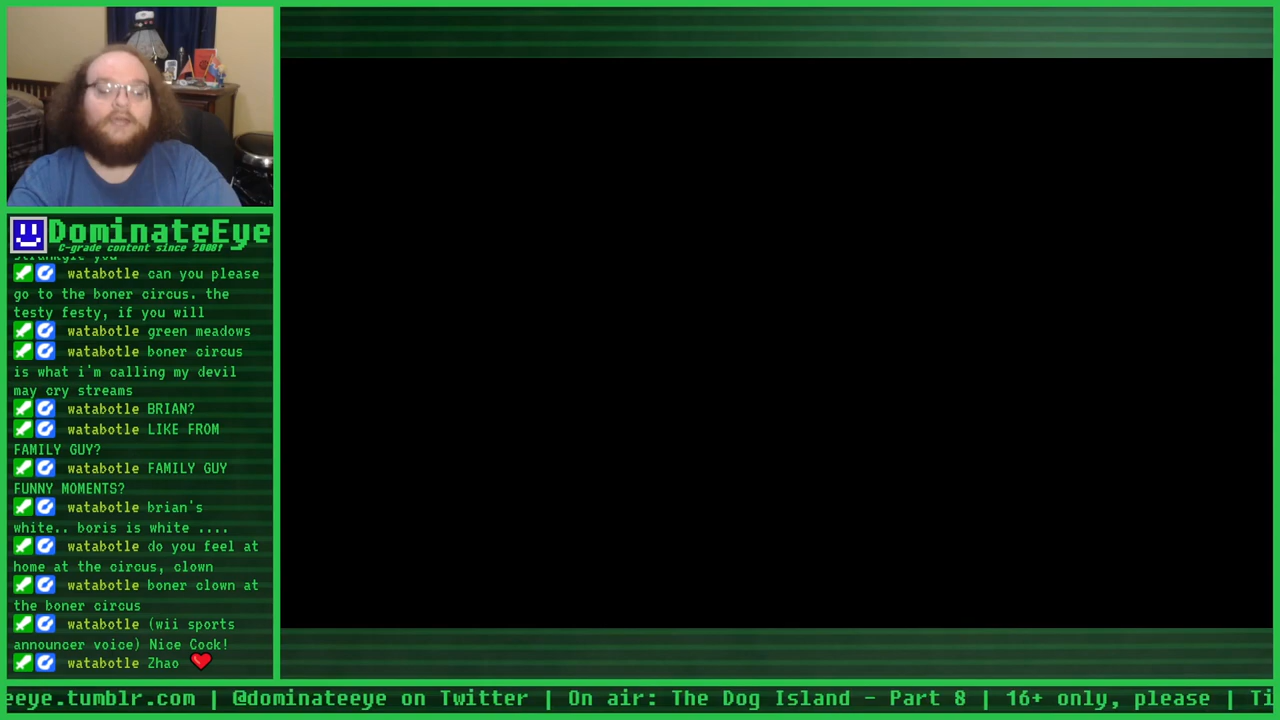 DominateEye
C-grade content since 2008!
strankgle you
watabotle can you please
go to the boner circus. the
testy festy, if you will
watabotle green meadows
watabotle boner circus
is what i'm calling my devil
may cry streams
watabotle BRIAN?
watabotle LIKE FROM
FAMILY GUY?
watabotle FAMILY GUY
FUNNY MOMENTS?
watabotle brian's
white.. boris is white ....
watabotle do you feel at
home at the circus, clown
watabotle boner clown at
the boner circus
watabotle (wii sports
announcer voice) Nice Cock!
watabotle Zhao
eeye.tumblr.com | @dominateeye on Twitter | On air: The Dog Island - Part 8 | 16+ only, please | Ti